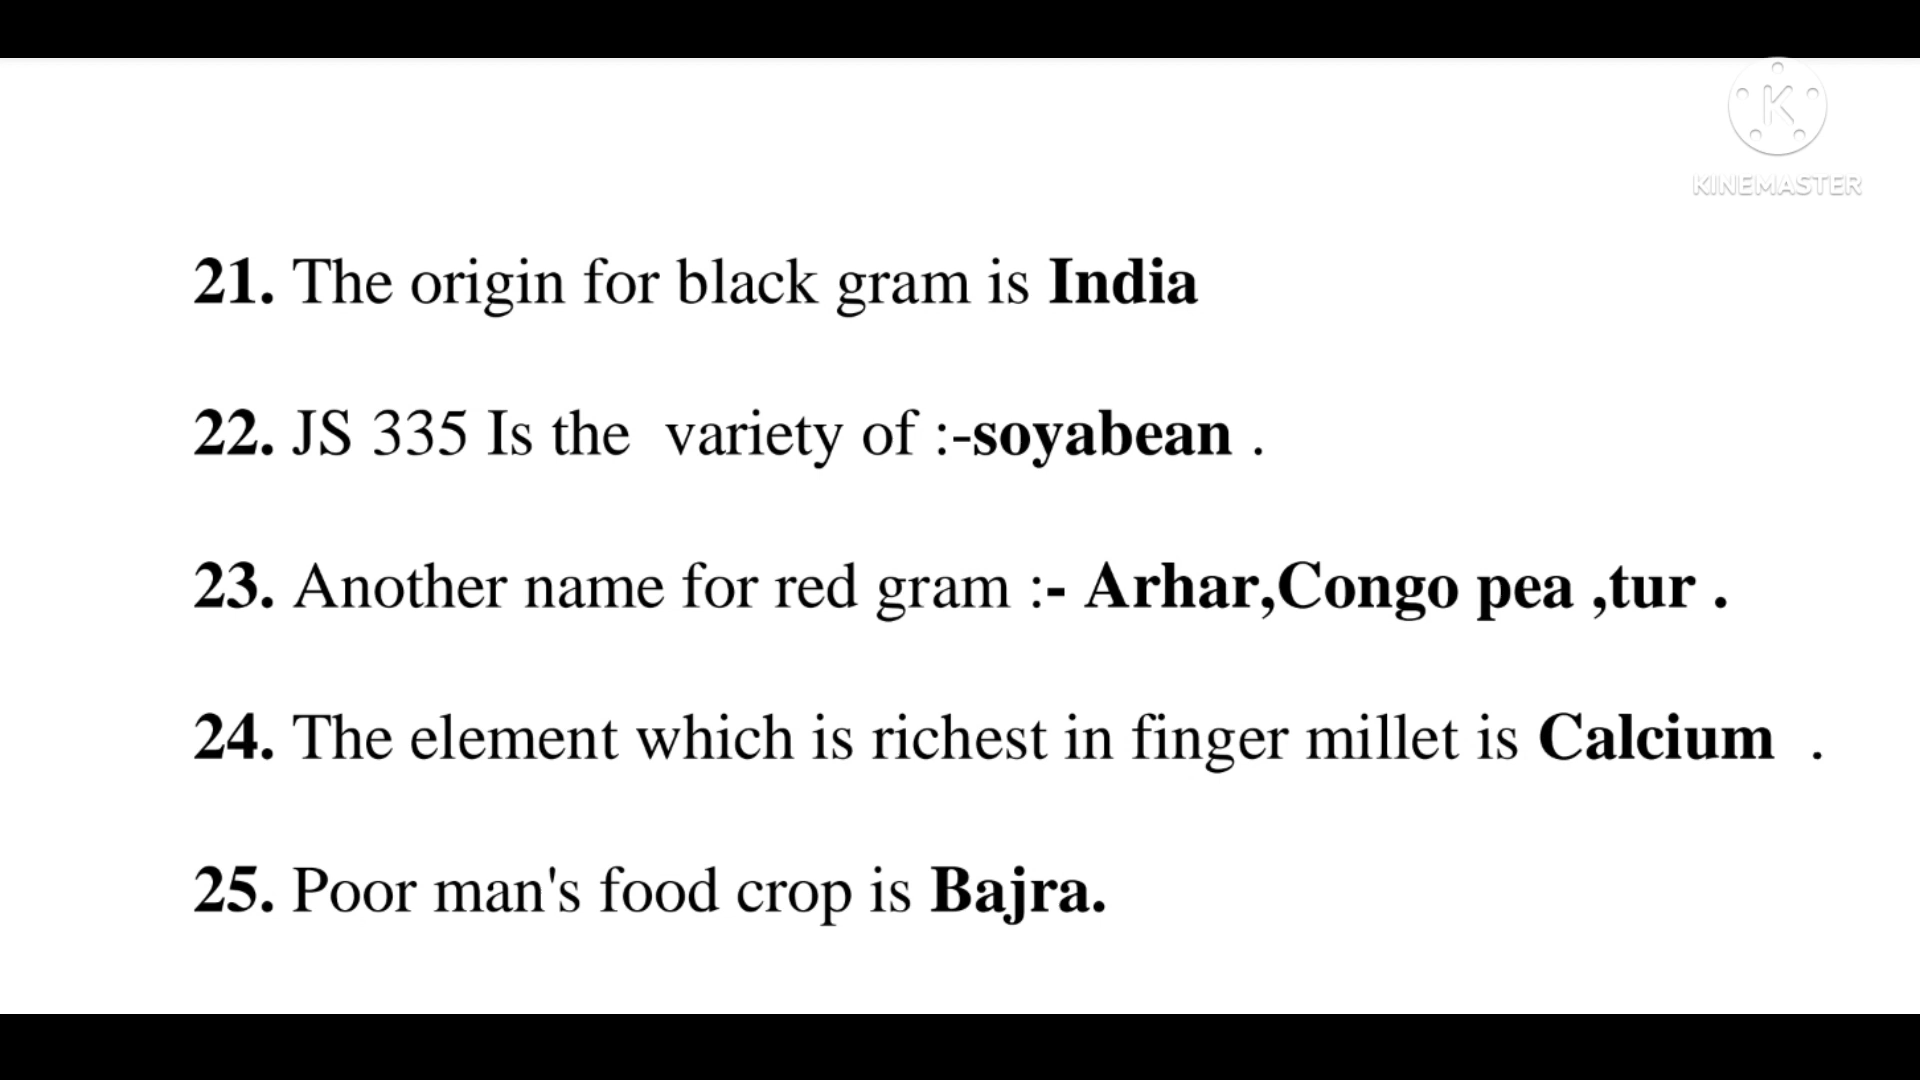 KINEMASTER
21. The origin for black gram is India
22. JS 335 Is the  variety of :-soyabean .
23. Another name for red gram :- Arhar,Congo pea ,tur .
24. The element which is richest in finger millet is Calcium  .
25. Poor man's food crop is Bajra.